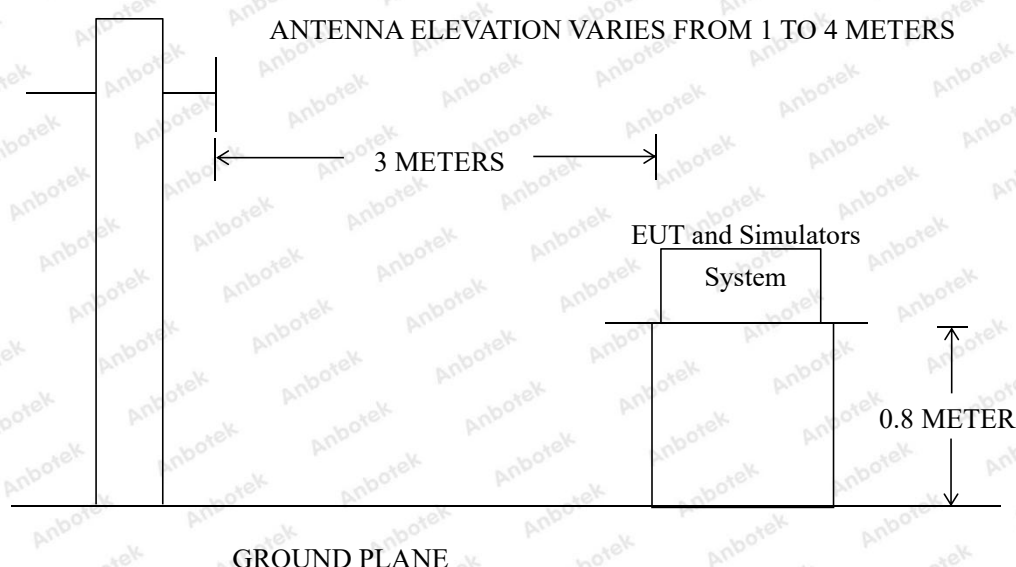 ANTENNA ELEVATION VARIES FROM 1 TO 4 METERS
3 METERS
EUT and Simulators
System
0.8 METER
GROUND PLANE
Anbotek